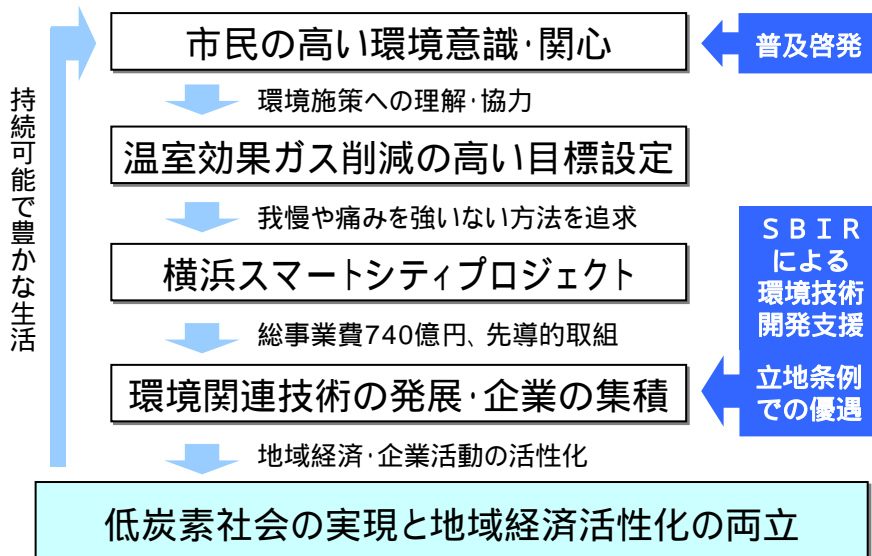 市民の高い環境意識・関心
普及啓発
環境施策への理解・協力
温室効果ガス削減の高い目標設定
我慢や痛みを強いない方法を追求
横浜スマートシティプロジェクト
総事業費740億円、先導的取組
環境関連技術の発展・企業の集積
ＳＢＩＲ
による
環境技術
開発支援
立地条例
での優遇
地域経済・企業活動の活性化
持続可能で豊かな生活
低炭素社会の実現と地域経済活性化の両立